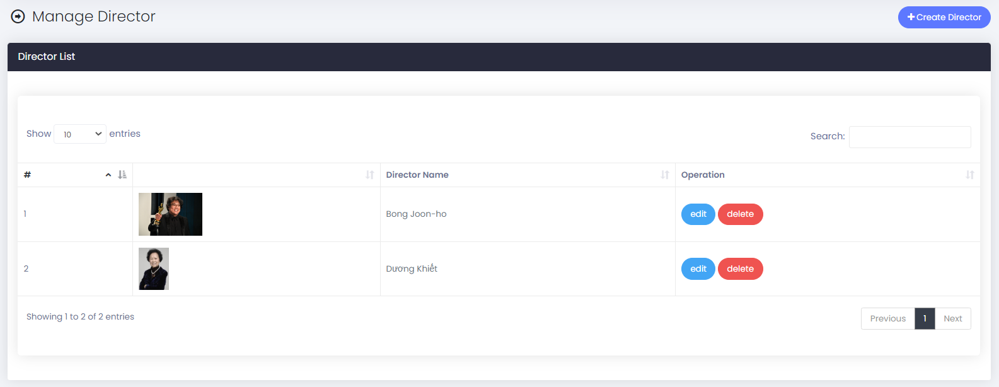 Manage Director
Create Director
Director List
Show 10 entries
Search:
# Director Name Operation
1 Bong Joon-ho edit delete
2 Dương Khiết edit delete
Showing 1 to 2 of 2 entries
Previous 1 Next